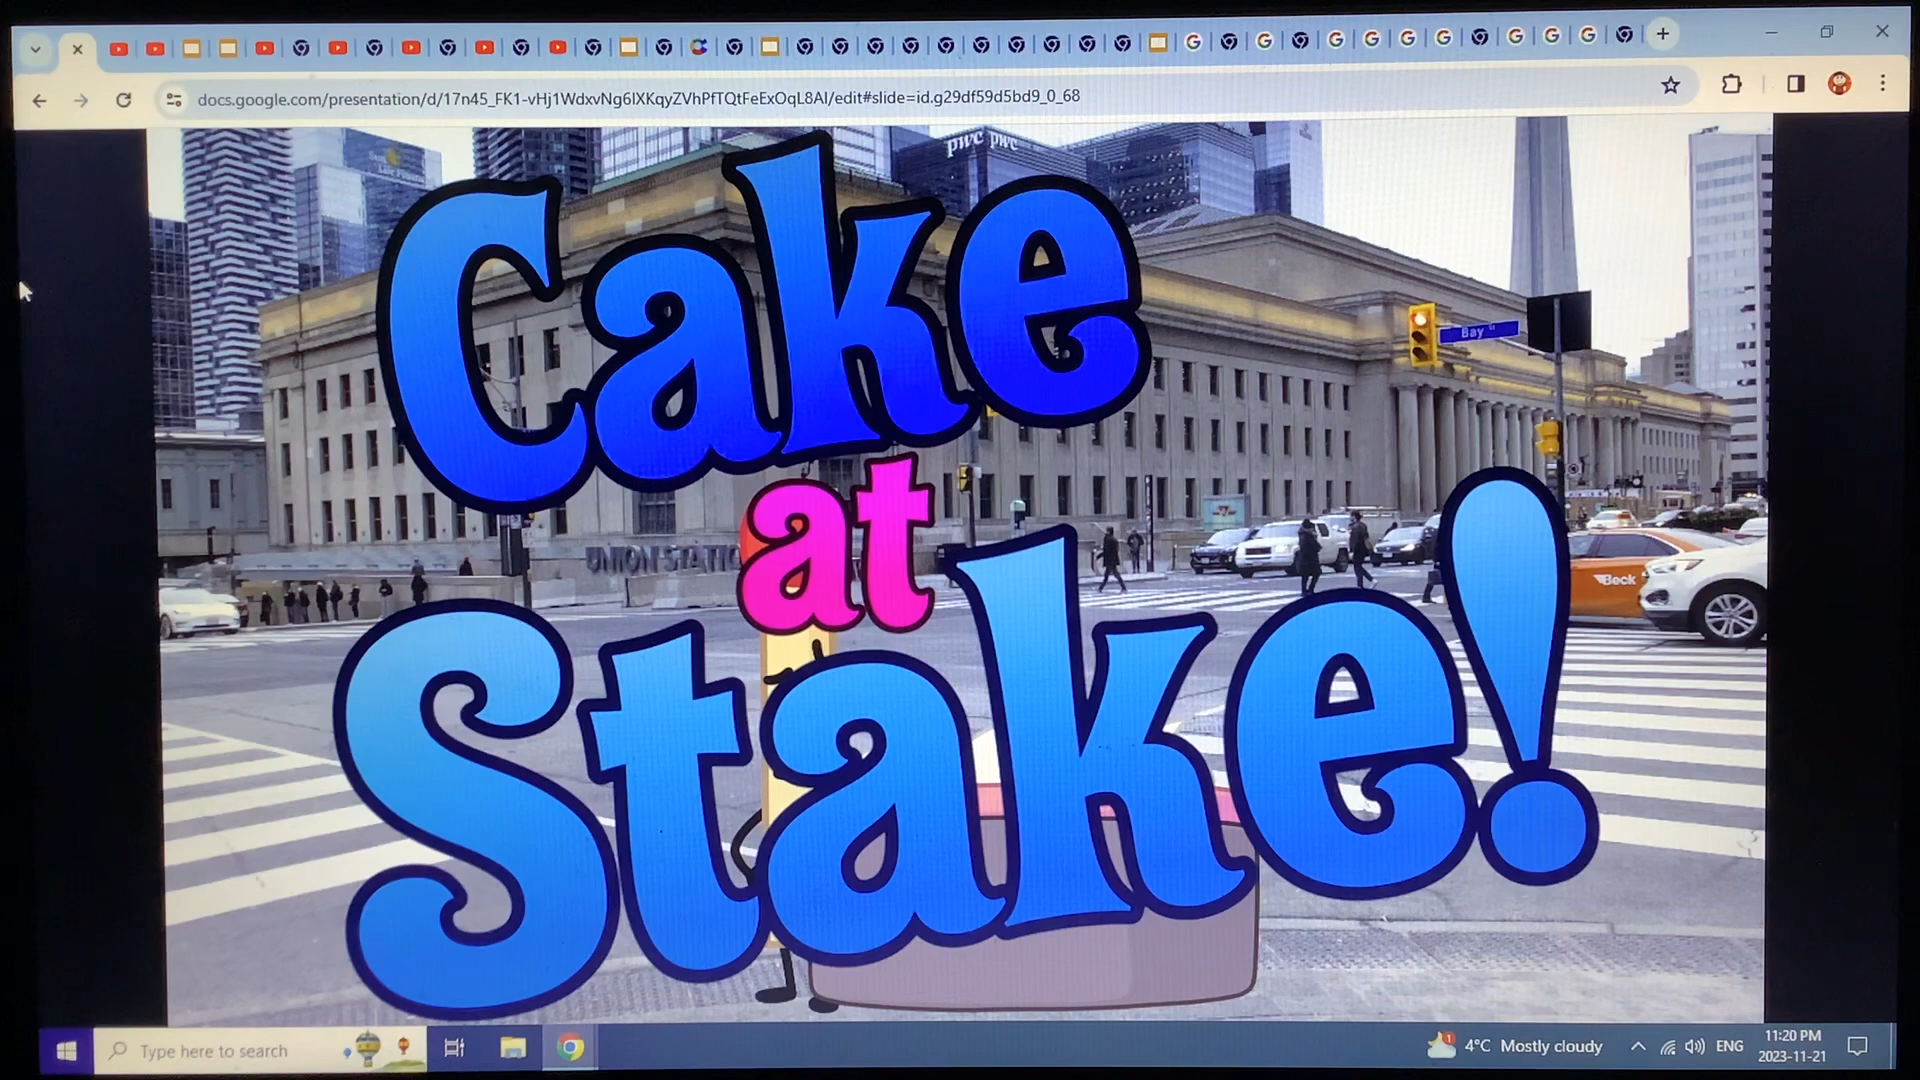 docs.google.com/presentation/d/17n45_FK1-vHj1WdxvNg6lXKqyZVhPfTQtFeExOqL8AI/edit#slide=id.g29df59d5bd9_0_68
pwc pwc
Cake
Bay
at
UNION STATIO
Beck
Stake!
Type here to search
4°C Mostly cloudy
ENG
11:20 PM
2023-11-21